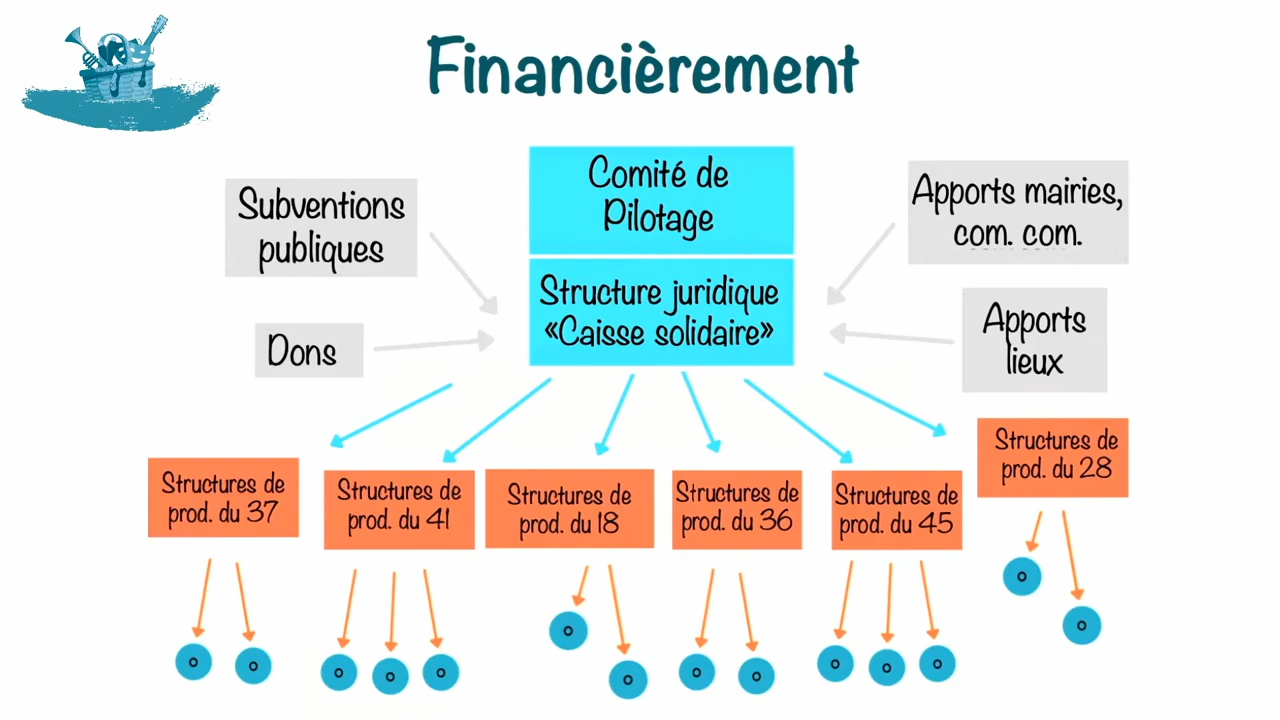 Financièrement
Comité de
Pilotage
Subventions
publiques
Apports mairies,
com. com.
Structure juridique
«Caisse solidaire»
Dons
Apports
lieux
Structures de
prod. du 37
Structures de
prod. du 41
Structures de
prod. du 18
Structures de
prod. du 36
Structures de
prod. du 45
Structures de
prod. du 28